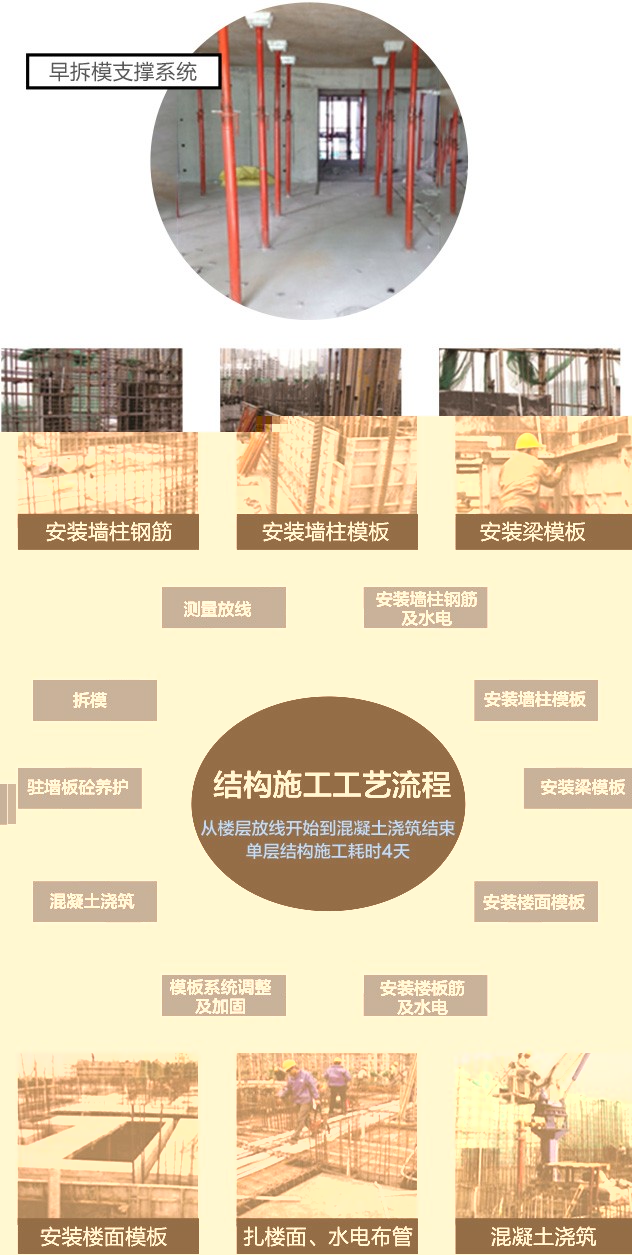 早拆模支撑系统
安装墙柱钢筋
安装墙柱模板
安装梁模板
测量放线
安装墙柱钢筋
及水电
拆模
安装墙柱模板
驻墙板砼养护
安装梁模板
结构施工工艺流程
从楼层放线开始到混凝土浇筑结束
单层结构施工耗时4天
混凝土浇筑
安装楼面模板
模板系统调整
及加固
安装楼板筋
及水电
安装楼面模板
扎楼面、水电布管
混凝土浇筑